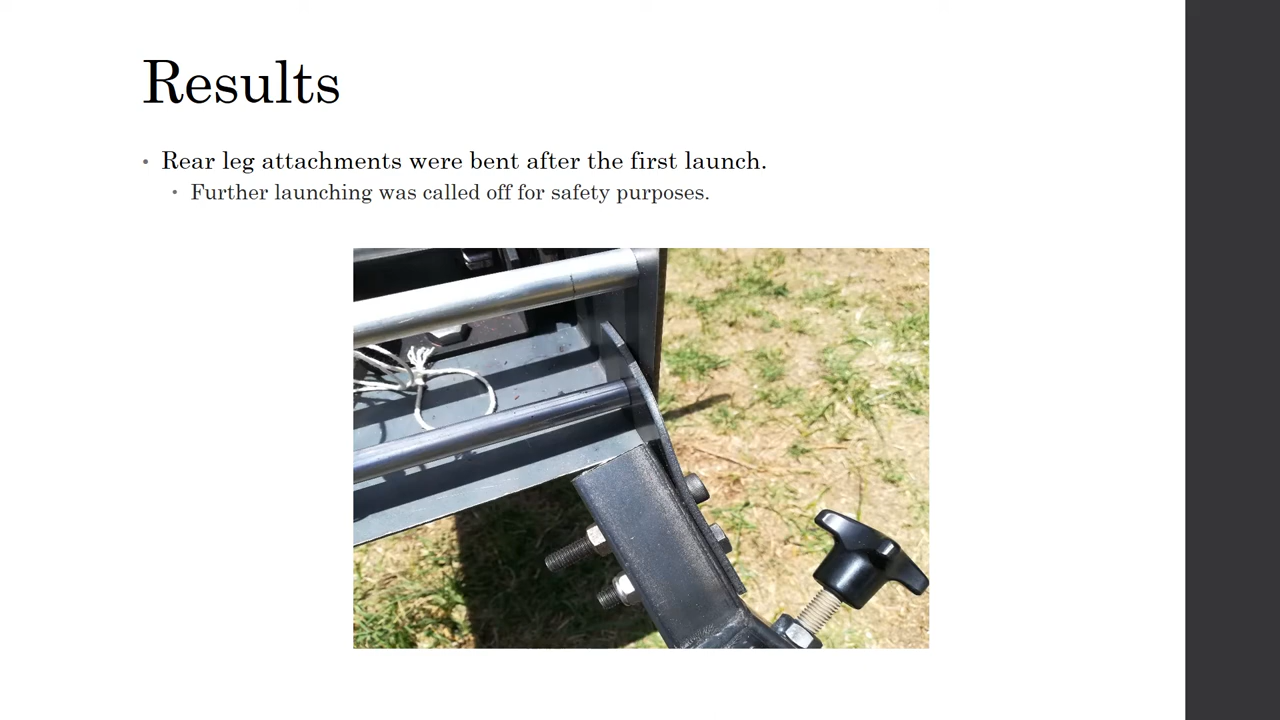 Results
• Rear leg attachments were bent after the first launch.
• Further launching was called off for safety purposes.